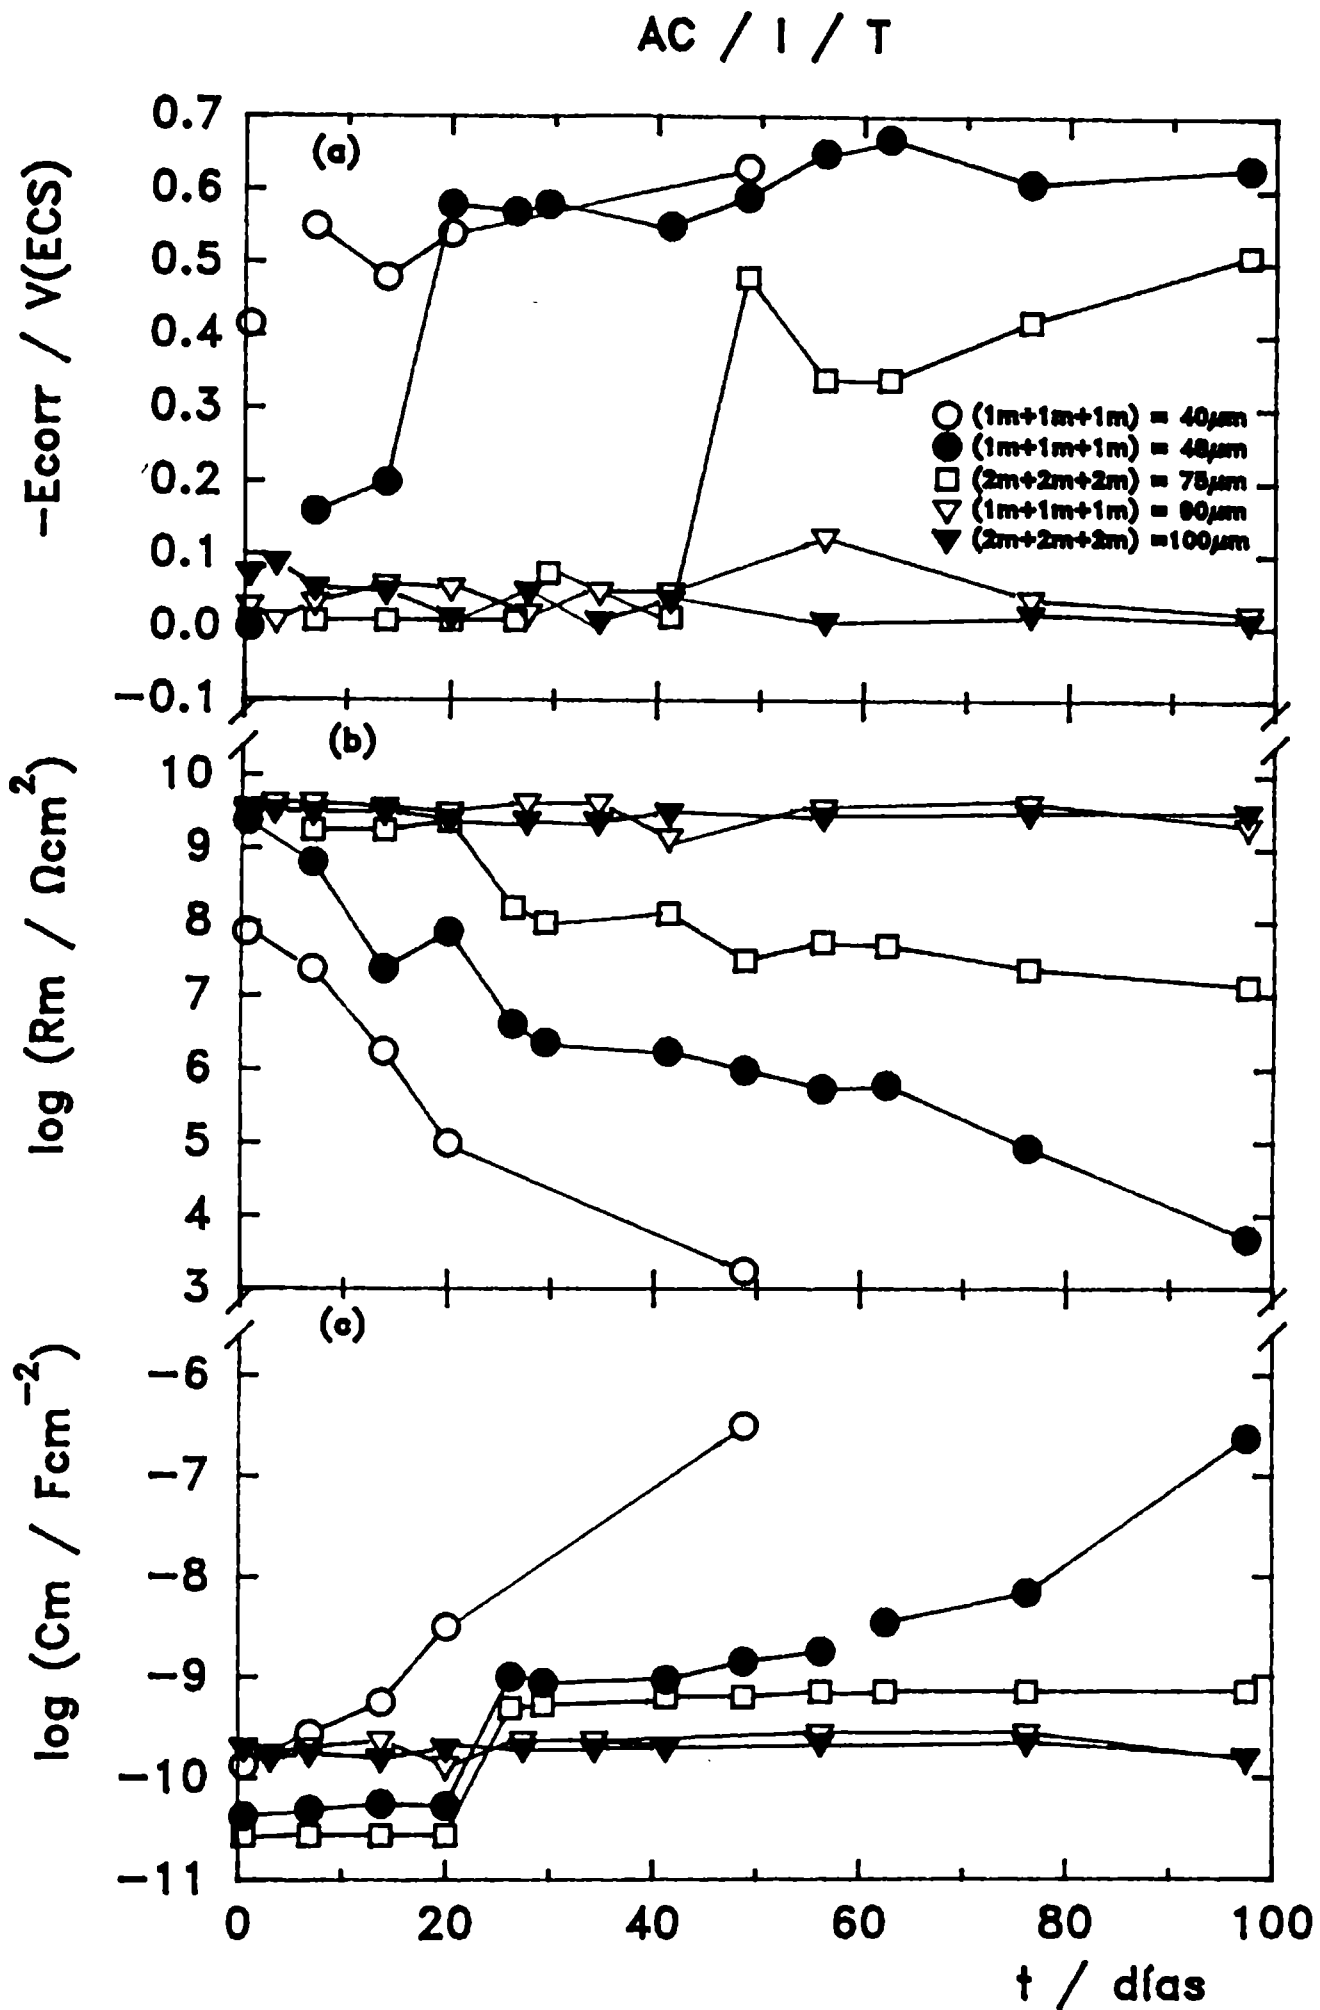 AC / I / T
0.7
0.6
0.5
0.4
0.3
0.2
0.1
0.0
−0.1
−Ecorr / V(ECS)
(a)
(1m+1m+1m) = 40μm
(1m+1m+1m) = 48μm
(2m+2m+2m) = 75μm
(1m+1m+1m) = 90μm
(2m+2m+2m) =100μm
(b)
10
9
8
7
6
5
4
3
log (Rm / Ωcm²)
(c)
−6
−7
−8
−9
−10
−11
log (Cm / Fcm⁻²)
0 20 40 60 80 100
t / días